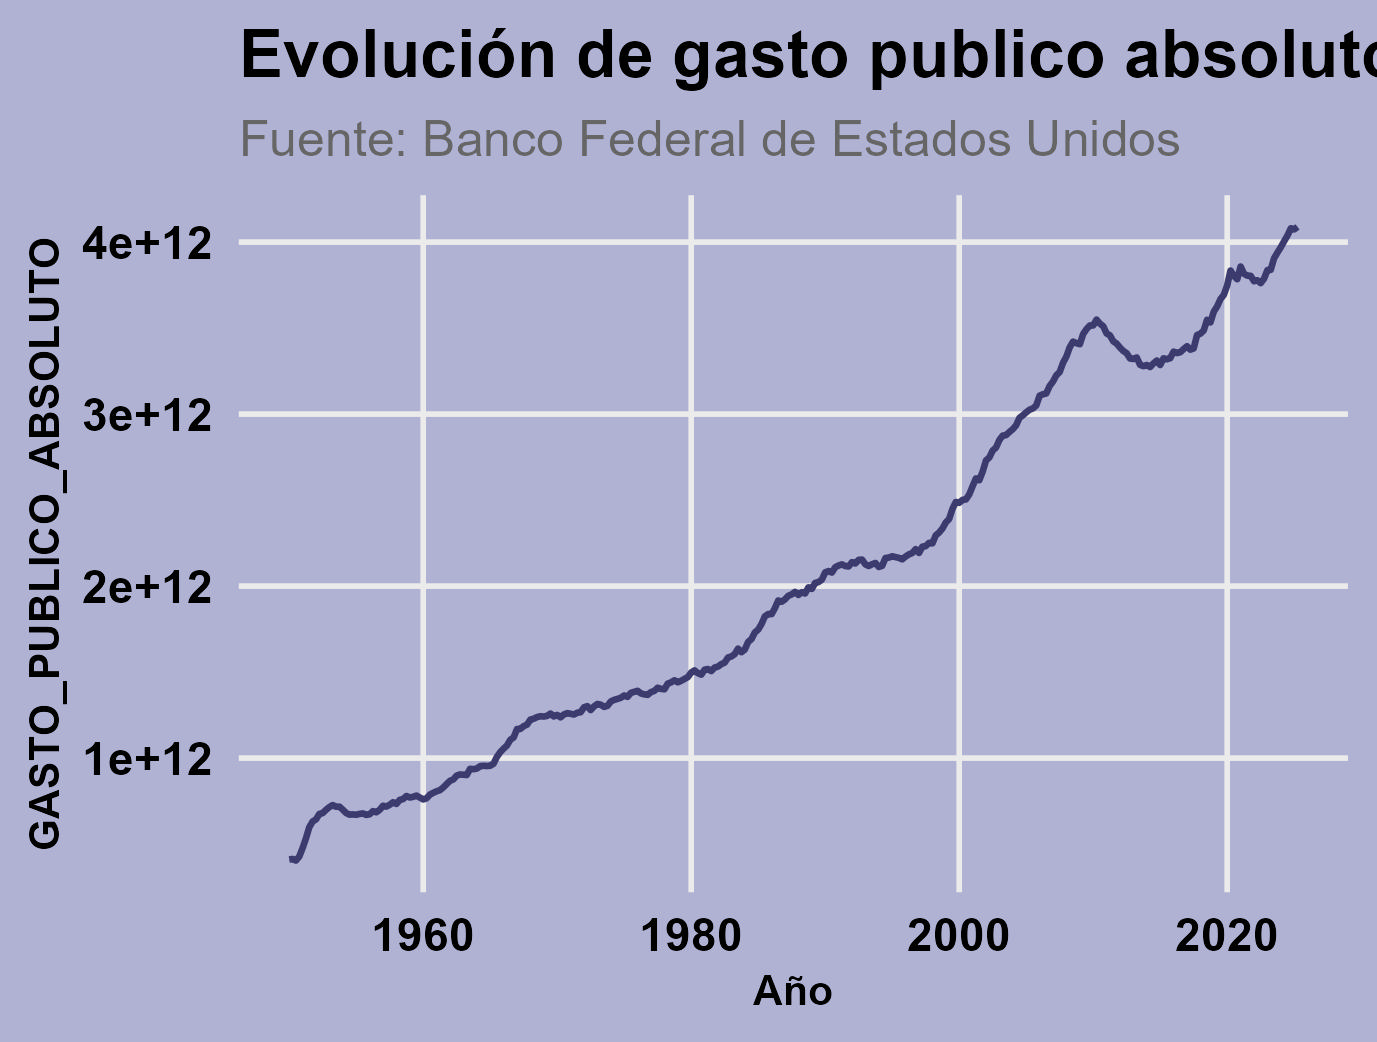 Evolución de gasto publico absoluto
Fuente: Banco Federal de Estados Unidos
GASTO_PUBLICO_ABSOLUTO
4e+12
3e+12
2e+12
1e+12
1960 1980 2000 2020
Año